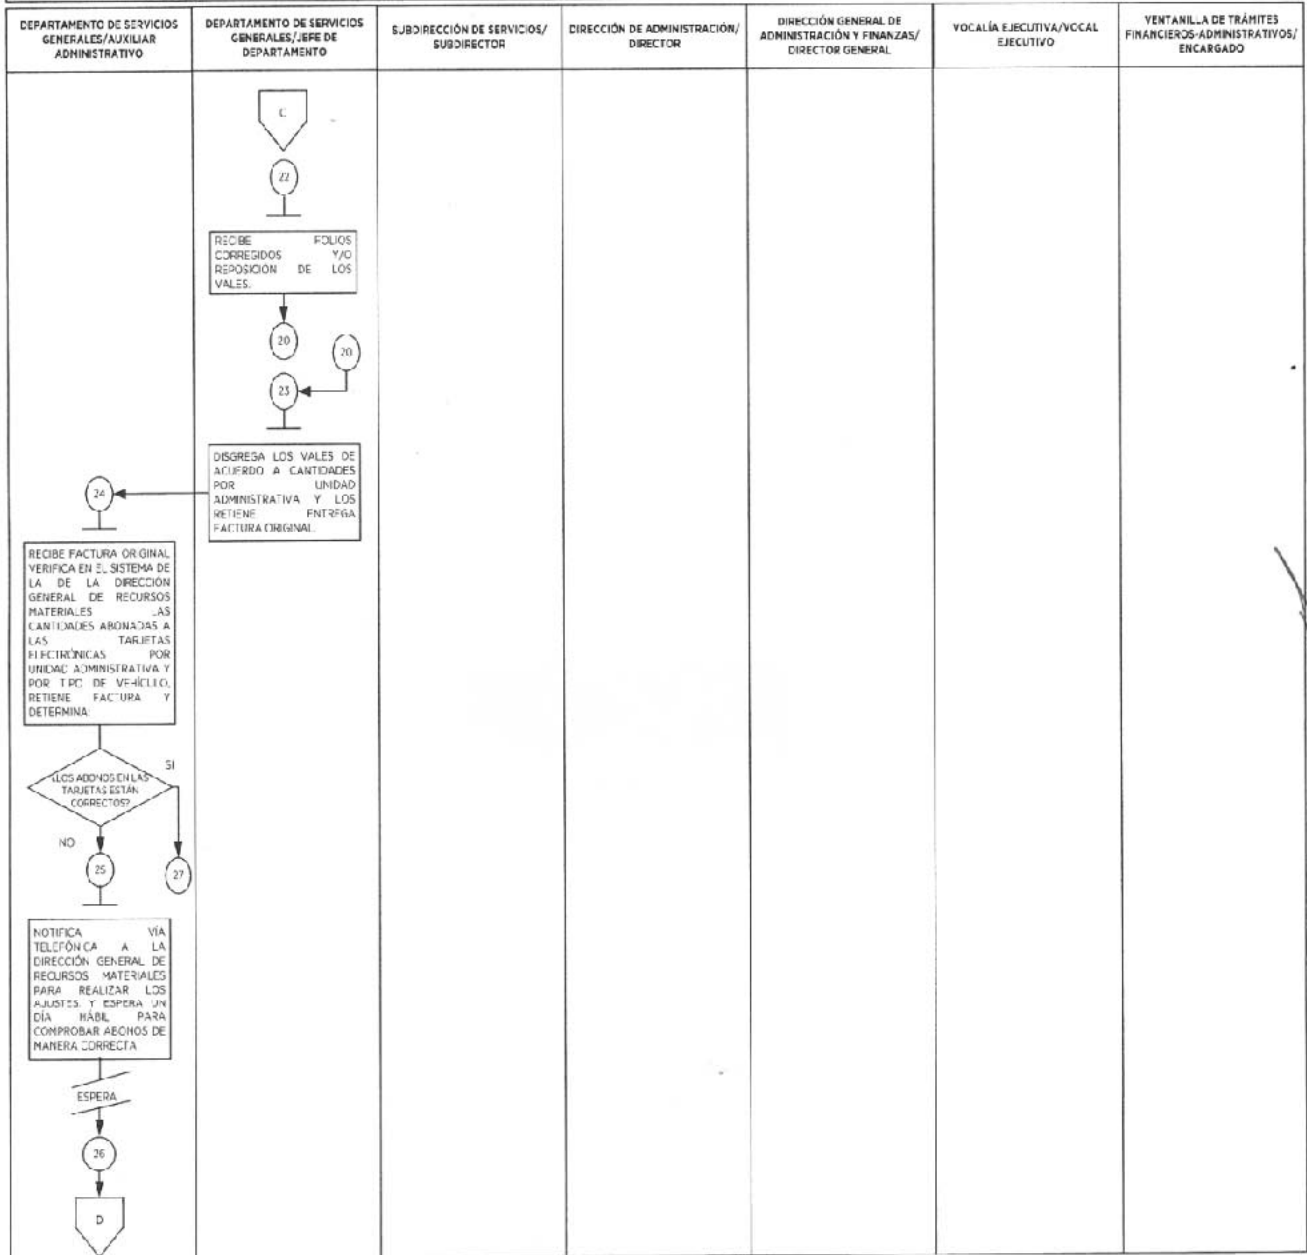 DEPARTAMENTO DE SERVICIOS
GENERALES/AUXILIAR
ADMINISTRATIVO
DEPARTAMENTO DE SERVICIOS
GENERALES/JEFE DE
DEPARTAMENTO
SUBDIRECCIÓN DE SERVICIOS/
SUBDIRECTOR
DIRECCIÓN DE ADMINISTRACIÓN/
DIRECTOR
DIRECCIÓN GENERAL DE
ADMINISTRACIÓN Y FINANZAS/
DIRECTOR GENERAL
VOCALÍA EJECUTIVA/VOCAL
EJECUTIVO
VENTANILLA DE TRÁMITES
FINANCIEROS-ADMINISTRATIVOS/
ENCARGADO
C
22
RECIBE FOLIOS
CORREGIDOS Y/O
REPOSICIÓN DE LOS
VALES.
20
20
23
DISGREGA LOS VALES DE
ACUERDO A CANTIDADES
POR UNIDAD
ADMINISTRATIVA Y LOS
RETIENE ENTREGA
FACTURA ORIGINAL.
24
RECIBE FACTURA ORIGINAL
VERIFICA EN EL SISTEMA DE
LA DE LA DIRECCIÓN
GENERAL DE RECURSOS
MATERIALES LAS
CANTIDADES ABONADAS A
LAS TARJETAS
ELECTRÓNICAS POR
UNIDAD ADMINISTRATIVA Y
POR TIPO DE VEHÍCULO,
RETIENE FACTURA Y
DETERMINA:
¿LOS ABONOS EN LAS
TARJETAS ESTÁN
CORRECTOS?
SI
NO
25
27
NOTIFICA VÍA
TELEFÓNICA A LA
DIRECCIÓN GENERAL DE
RECURSOS MATERIALES
PARA REALIZAR LOS
AJUSTES, Y ESPERA UN
DÍA HÁBIL PARA
COMPROBAR ABONOS DE
MANERA CORRECTA
ESPERA
26
D